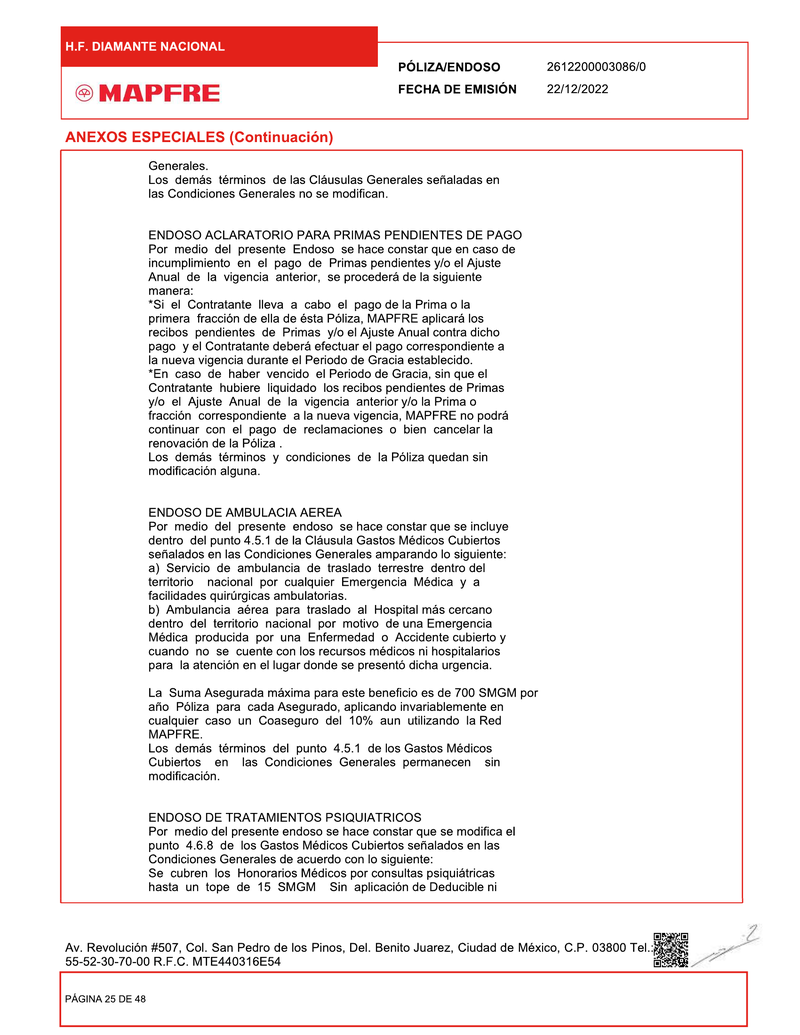 H.F. DIAMANTE NACIONAL
MAPFRE
PÓLIZA/ENDOSO 2612200003086/0
FECHA DE EMISIÓN 22/12/2022
ANEXOS ESPECIALES (Continuación)
Generales.
Los demás términos de las Cláusulas Generales señaladas en
las Condiciones Generales no se modifican.
ENDOSO ACLARATORIO PARA PRIMAS PENDIENTES DE PAGO
Por medio del presente Endoso se hace constar que en caso de
incumplimiento en el pago de Primas pendientes y/o el Ajuste
Anual de la vigencia anterior, se procederá de la siguiente
manera:
*Si el Contratante lleva a cabo el pago de la Prima o la
primera fracción de ella de ésta Póliza, MAPFRE aplicará los
recibos pendientes de Primas y/o el Ajuste Anual contra dicho
pago y el Contratante deberá efectuar el pago correspondiente a
la nueva vigencia durante el Periodo de Gracia establecido.
*En caso de haber vencido el Periodo de Gracia, sin que el
Contratante hubiere liquidado los recibos pendientes de Primas
y/o el Ajuste Anual de la vigencia anterior y/o la Prima o
fracción correspondiente a la nueva vigencia, MAPFRE no podrá
continuar con el pago de reclamaciones o bien cancelar la
renovación de la Póliza .
Los demás términos y condiciones de la Póliza quedan sin
modificación alguna.
ENDOSO DE AMBULACIA AEREA
Por medio del presente endoso se hace constar que se incluye
dentro del punto 4.5.1 de la Cláusula Gastos Médicos Cubiertos
señalados en las Condiciones Generales amparando lo siguiente:
a) Servicio de ambulancia de traslado terrestre dentro del
territorio nacional por cualquier Emergencia Médica y a
facilidades quirúrgicas ambulatorias.
b) Ambulancia aérea para traslado al Hospital más cercano
dentro del territorio nacional por motivo de una Emergencia
Médica producida por una Enfermedad o Accidente cubierto y
cuando no se cuente con los recursos médicos ni hospitalarios
para la atención en el lugar donde se presentó dicha urgencia.
La Suma Asegurada máxima para este beneficio es de 700 SMGM por
año Póliza para cada Asegurado, aplicando invariablemente en
cualquier caso un Coaseguro del 10% aun utilizando la Red
MAPFRE.
Los demás términos del punto 4.5.1 de los Gastos Médicos
Cubiertos en las Condiciones Generales permanecen sin
modificación.
ENDOSO DE TRATAMIENTOS PSIQUIATRICOS
Por medio del presente endoso se hace constar que se modifica el
punto 4.6.8 de los Gastos Médicos Cubiertos señalados en las
Condiciones Generales de acuerdo con lo siguiente:
Se cubren los Honorarios Médicos por consultas psiquiátricas
hasta un tope de 15 SMGM Sin aplicación de Deducible ni
Av. Revolución #507, Col. San Pedro de los Pinos, Del. Benito Juarez, Ciudad de México, C.P. 03800 Tel.:
55-52-30-70-00 R.F.C. MTE440316E54
PÁGINA 25 DE 48